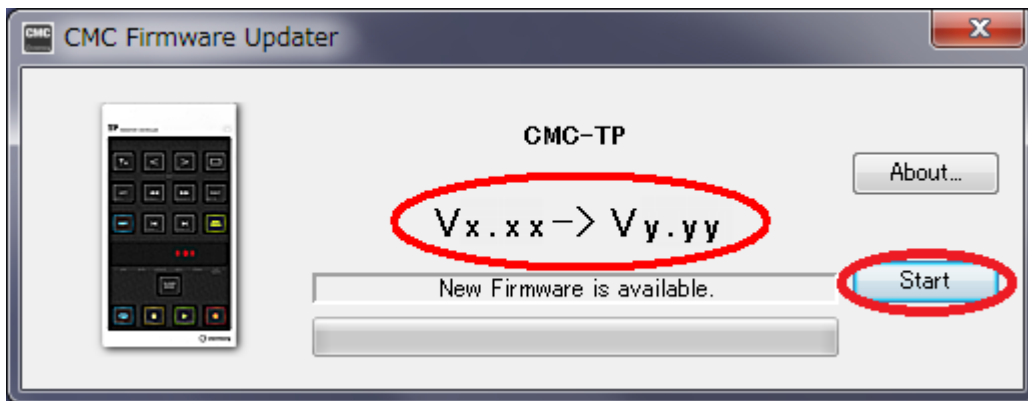 CMC Firmware Updater
CMC-TP
About...
Vx.xx->Vy.yy
New Firmware is available.
Start